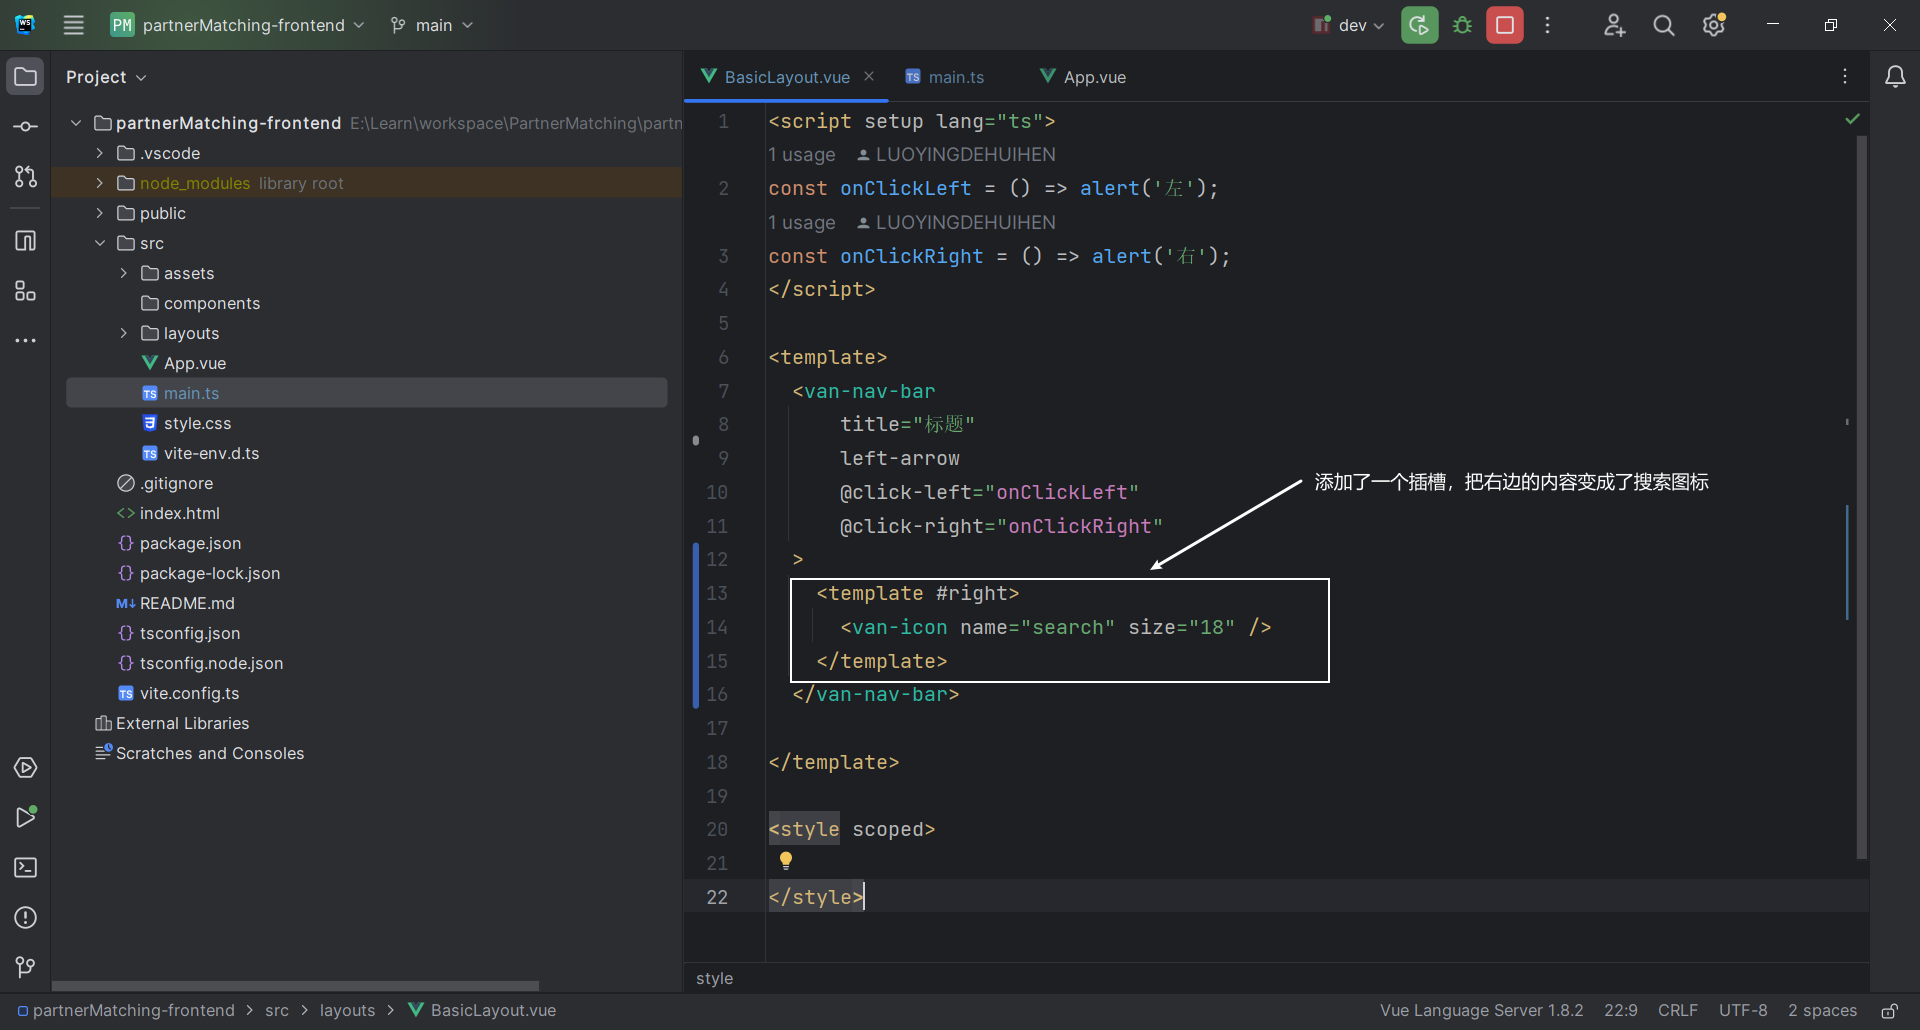 PM partnerMatching-frontend main dev
Project
partnerMatching-frontend E:\Learn\workspace\PartnerMatching\partn
.vscode
node_modules library root
public
src
assets
components
layouts
App.vue
main.ts
style.css
vite-env.d.ts
.gitignore
index.html
package.json
package-lock.json
README.md
tsconfig.json
tsconfig.node.json
vite.config.ts
External Libraries
Scratches and Consoles
BasicLayout.vue main.ts App.vue
1 <script setup lang="ts">
1 usage LUOYINGDEHUIHEN
2 const onClickLeft = () => alert('左');
1 usage LUOYINGDEHUIHEN
3 const onClickRight = () => alert('右');
4 </script>
5
6 <template>
7 <van-nav-bar
8 title="标题"
9 left-arrow
10 @click-left="onClickLeft"
11 @click-right="onClickRight"
12 >
13 <template #right>
14 <van-icon name="search" size="18" />
15 </template>
16 </van-nav-bar>
17
18 </template>
19
20 <style scoped>
21
22 </style>
添加了一个插槽，把右边的内容变成了搜索图标
style
partnerMatching-frontend > src > layouts > BasicLayout.vue
Vue Language Server 1.8.2 22:9 CRLF UTF-8 2 spaces